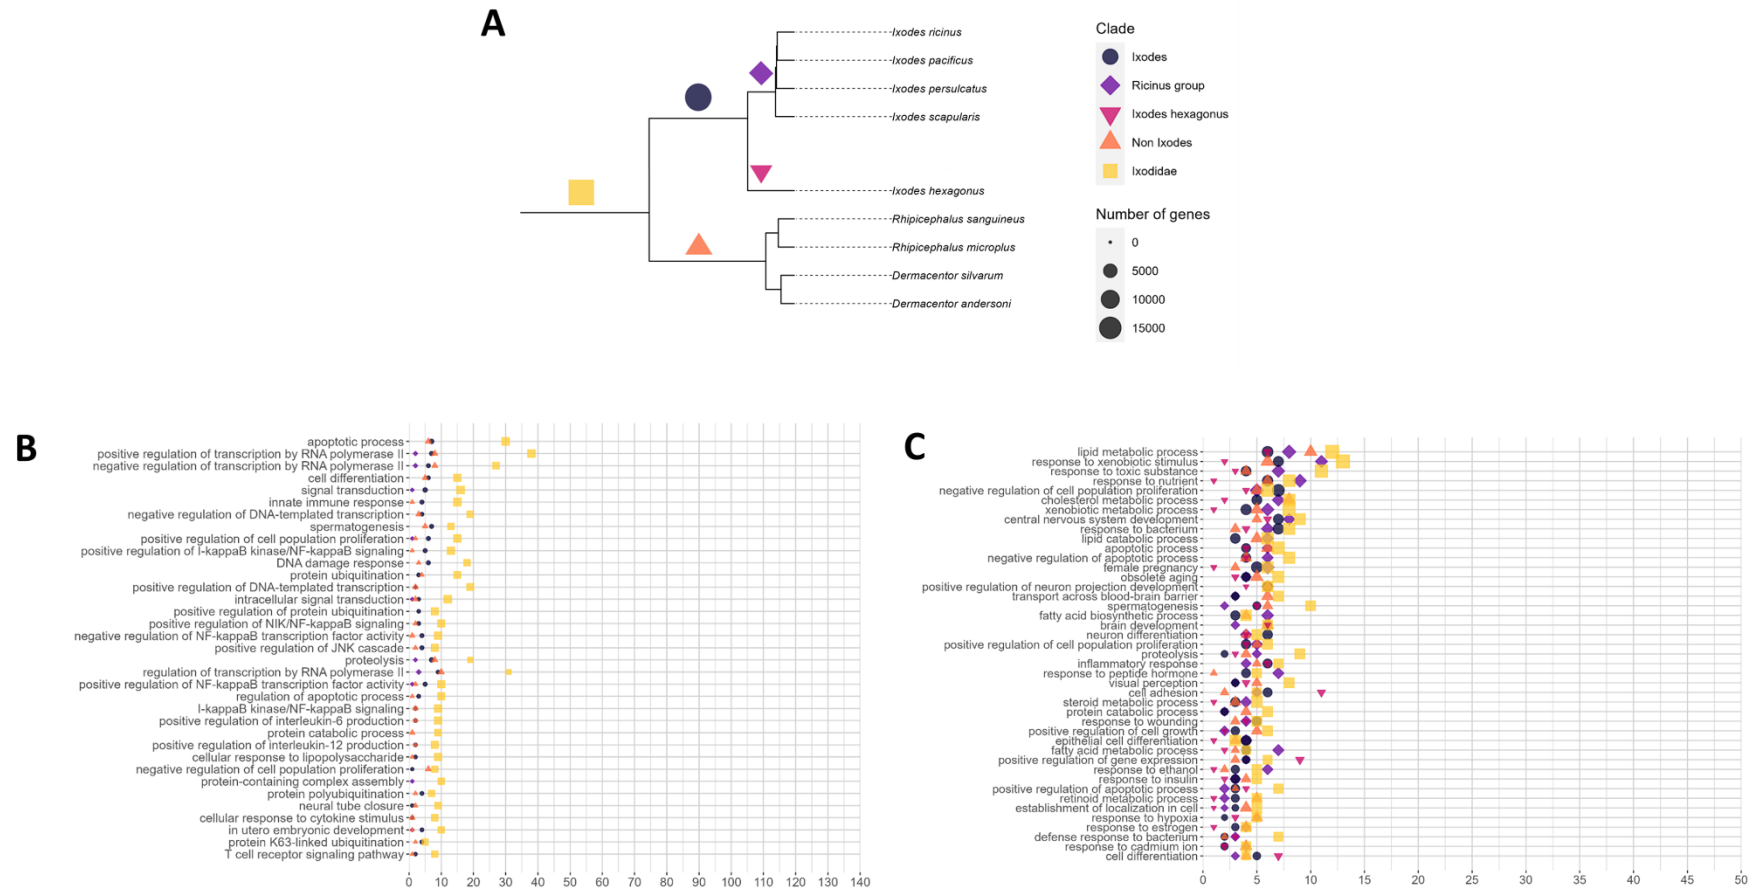 A
Ixodes ricinus
Ixodes pacificus
Ixodes persulcatus
Ixodes scapularis
Ixodes hexagonus
Rhipicephalus sanguineus
Rhipicephalus microplus
Dermacentor silvarum
Dermacentor andersoni
Clade
Ixodes
Ricinus group
Ixodes hexagonus
Non Ixodes
Ixodidae
Number of genes
0
5000
10000
15000
B
apoptotic process
positive regulation of transcription by RNA polymerase II
negative regulation of transcription by RNA polymerase II
cell differentiation
signal transduction
innate immune response
negative regulation of DNA-templated transcription
spermatogenesis
positive regulation of cell population proliferation
positive regulation of I-kappaB kinase/NF-kappaB signaling
DNA damage response
protein ubiquitination
positive regulation of DNA-templated transcription
intracellular signal transduction
positive regulation of protein ubiquitination
positive regulation of NIK/NF-kappaB signaling
negative regulation of NF-kappaB transcription factor activity
positive regulation of JNK cascade
proteolysis
regulation of transcription by RNA polymerase II
positive regulation of NF-kappaB transcription factor activity
regulation of apoptotic process
I-kappaB kinase/NF-kappaB signaling
positive regulation of interleukin-6 production
protein catabolic process
positive regulation of interleukin-12 production
cellular response to lipopolysaccharide
negative regulation of cell population proliferation
protein-containing complex assembly
protein polyubiquitination
neural tube closure
cellular response to cytokine stimulus
in utero embryonic development
protein K63-linked ubiquitination
T cell receptor signaling pathway
0 10 20 30 40 50 60 70 80 90 100 110 120 130 140
C
lipid metabolic process
response to xenobiotic stimulus
response to toxic substance
response to nutrient
negative regulation of cell population proliferation
cholesterol metabolic process
xenobiotic metabolic process
central nervous system development
response to bacterium
lipid catabolic process
apoptotic process
negative regulation of apoptotic process
female pregnancy
obsolete aging
positive regulation of neuron projection development
transport across blood-brain barrier
spermatogenesis
fatty acid biosynthetic process
brain development
neuron differentiation
positive regulation of cell population proliferation
proteolysis
inflammatory response
response to peptide hormone
visual perception
cell adhesion
steroid metabolic process
protein catabolic process
response to wounding
positive regulation of cell growth
epithelial cell differentiation
fatty acid metabolic process
positive regulation of gene expression
response to ethanol
response to insulin
positive regulation of apoptotic process
retinoid metabolic process
establishment of localization in cell
response to hypoxia
response to estrogen
defense response to bacterium
response to cadmium ion
cell differentiation
0 5 10 15 20 25 30 35 40 45 50